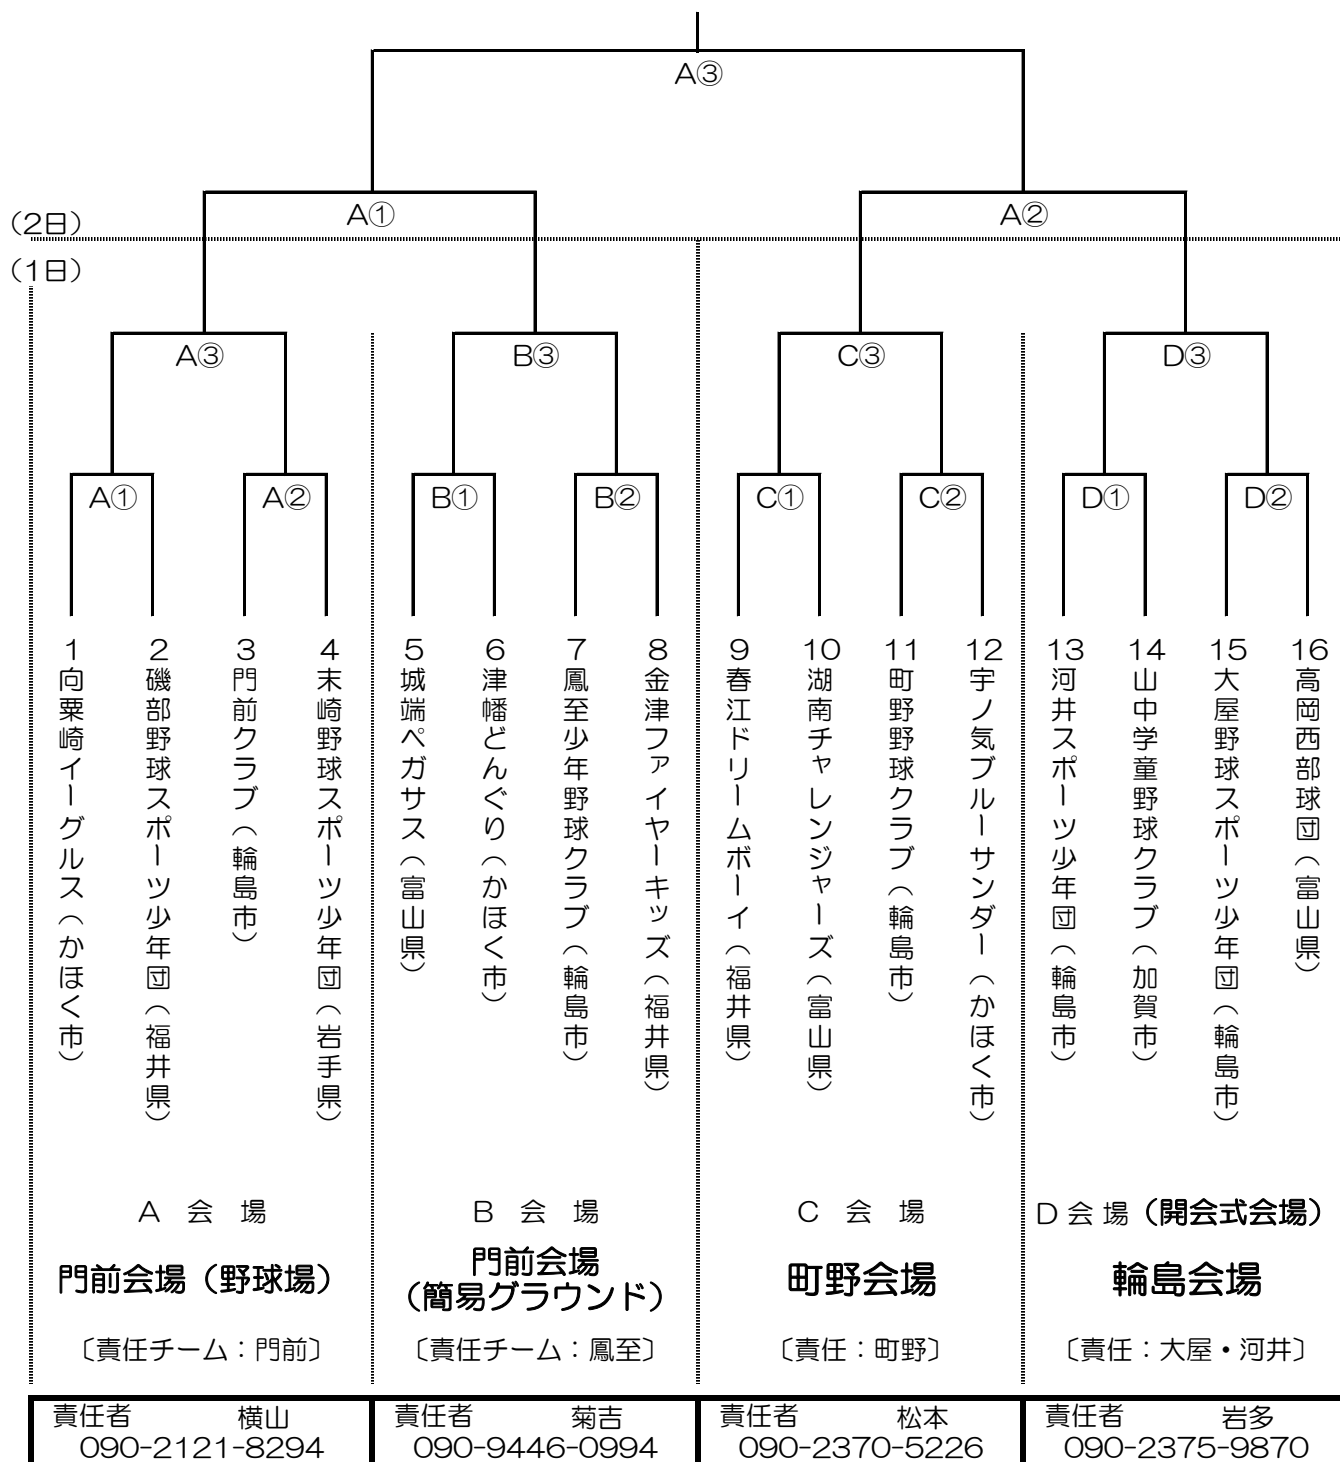 A③
A①
A②
（2日）
（1日）
A③
B③
C③
D③
A①
A②
B①
B②
C①
C②
D①
D②
1 向粟崎イーグルス（かほく市）
2 磯部野球スポーツ少年団（福井県）
3 門前クラブ（輪島市）
4 末崎野球スポーツ少年団（岩手県）
5 城端ペガサス（富山県）
6 津幡どんぐり（かほく市）
7 鳳至少年野球クラブ（輪島市）
8 金津ファイヤーキッズ（福井県）
9 春江ドリームボーイ（福井県）
10 湖南チャレンジャーズ（富山県）
11 町野野球クラブ（輪島市）
12 宇ノ気ブルーサンダー（かほく市）
13 河井スポーツ少年団（輪島市）
14 山中学童野球クラブ（加賀市）
15 大屋野球スポーツ少年団（輪島市）
16 高岡西部球団（富山県）
A 会 場
門前会場（野球場）
〔責任チーム：門前〕
B 会 場
門前会場
（簡易グラウンド）
〔責任チーム：鳳至〕
C 会 場
町野会場
〔責任：町野〕
D 会 場（開会式会場）
輪島会場
〔責任：大屋・河井〕
責任者 横山
090-2121-8294
責任者 菊吉
090-9446-0994
責任者 松本
090-2370-5226
責任者 岩多
090-2375-9870